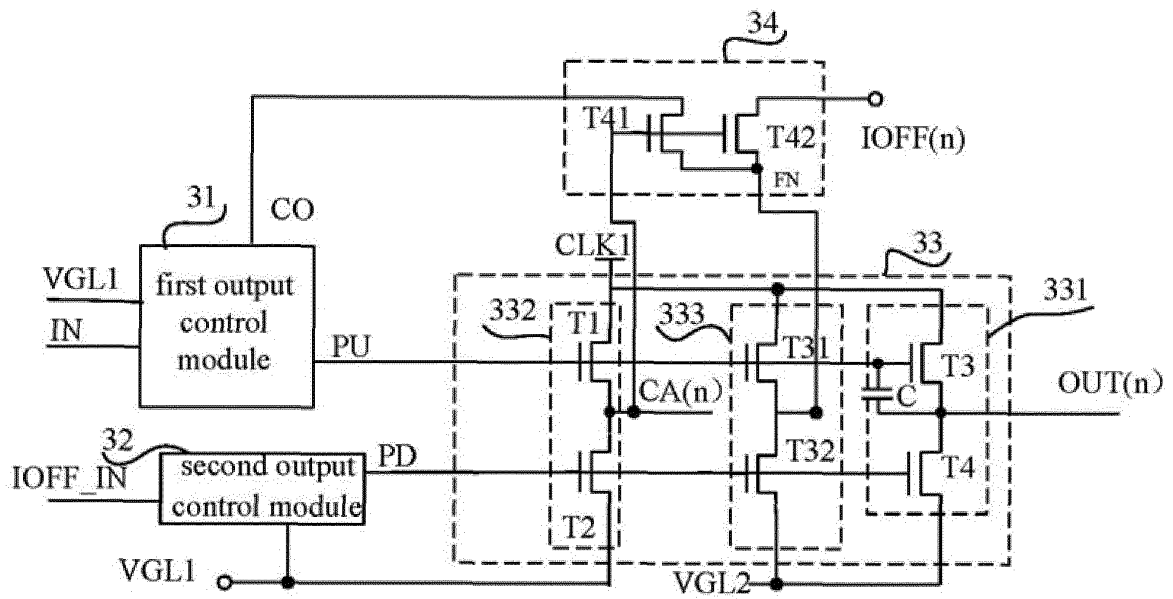 34
T41
T42
IOFF(n)
FN
31
CO
CLK1
33
VGL1
first output
control
module
IN
PU
332
T1
333
T31
331
T3
C
CA(n)
OUT(n)
32
IOFF_IN
second output
control module
PD
T2
T32
T4
VGL1
VGL2